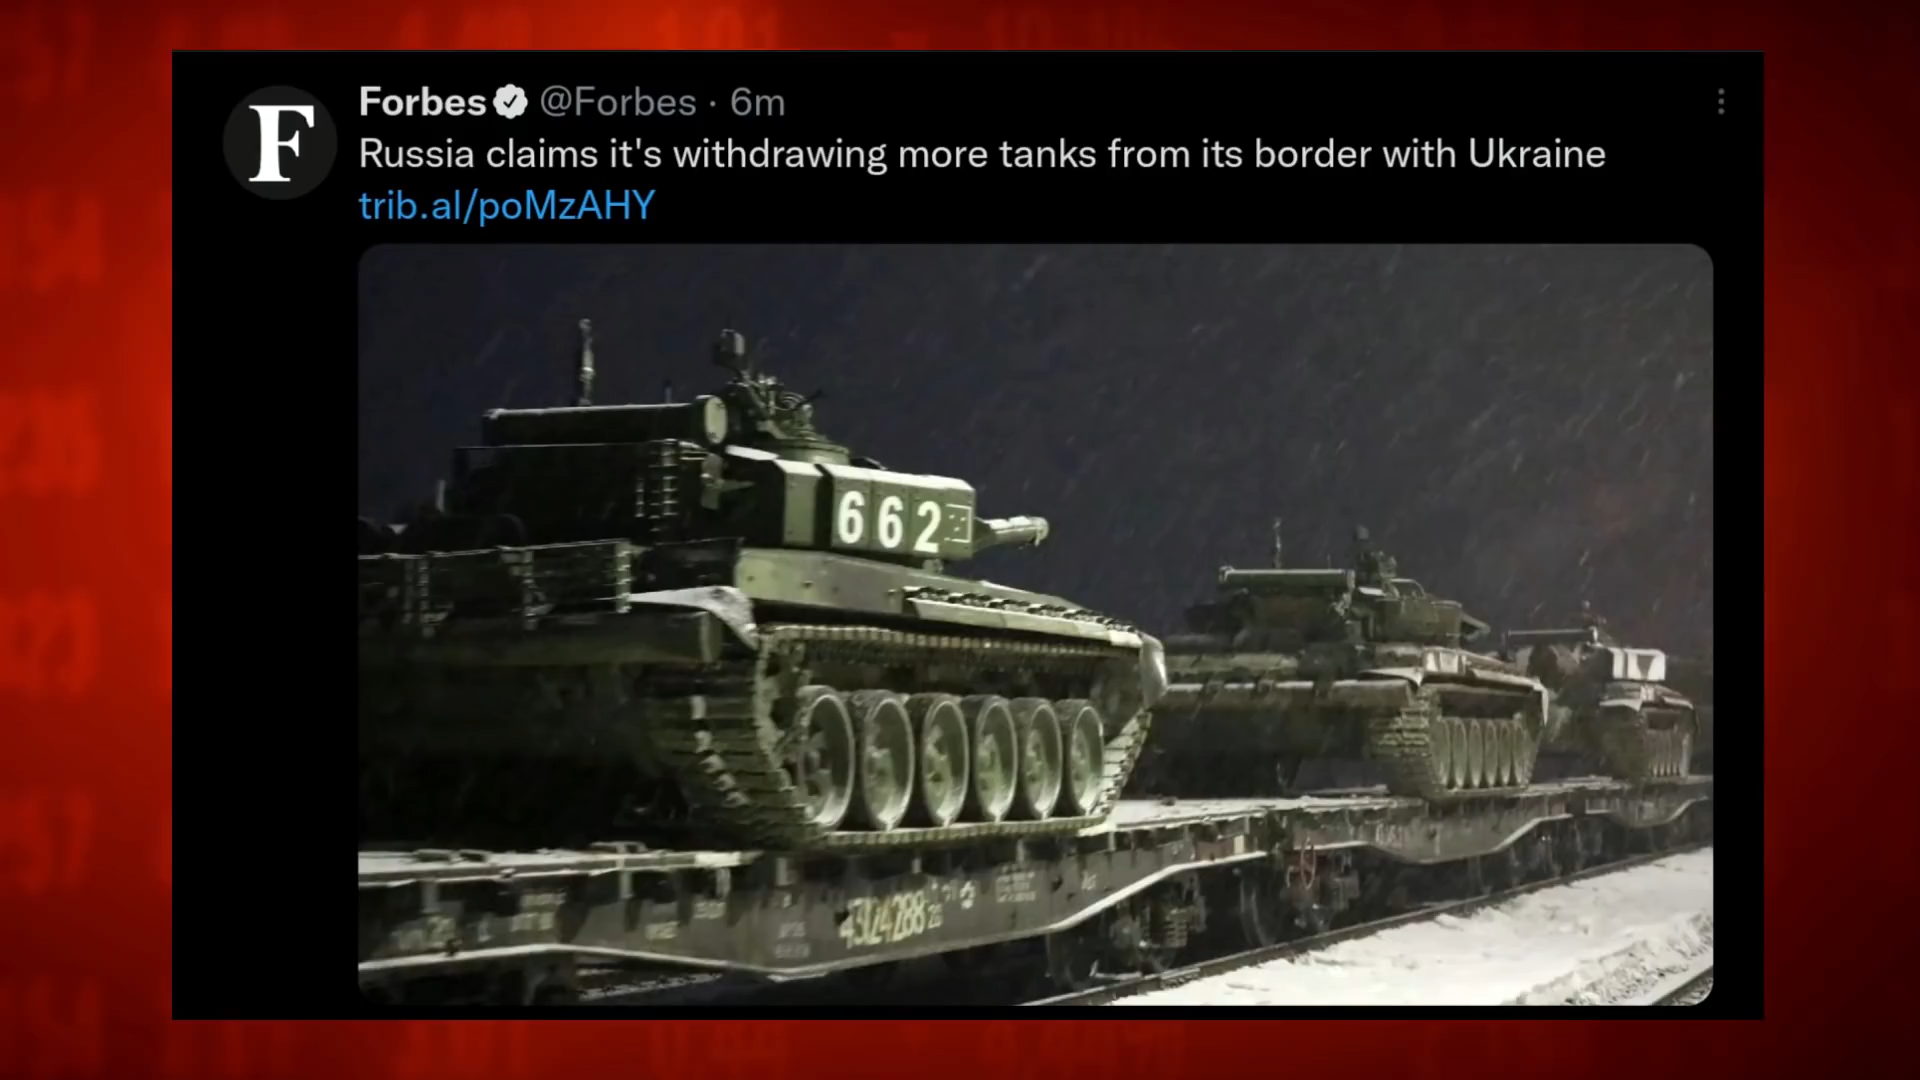 F
Forbes @Forbes · 6m
Russia claims it's withdrawing more tanks from its border with Ukraine
trib.al/poMzAHY
662
43124288